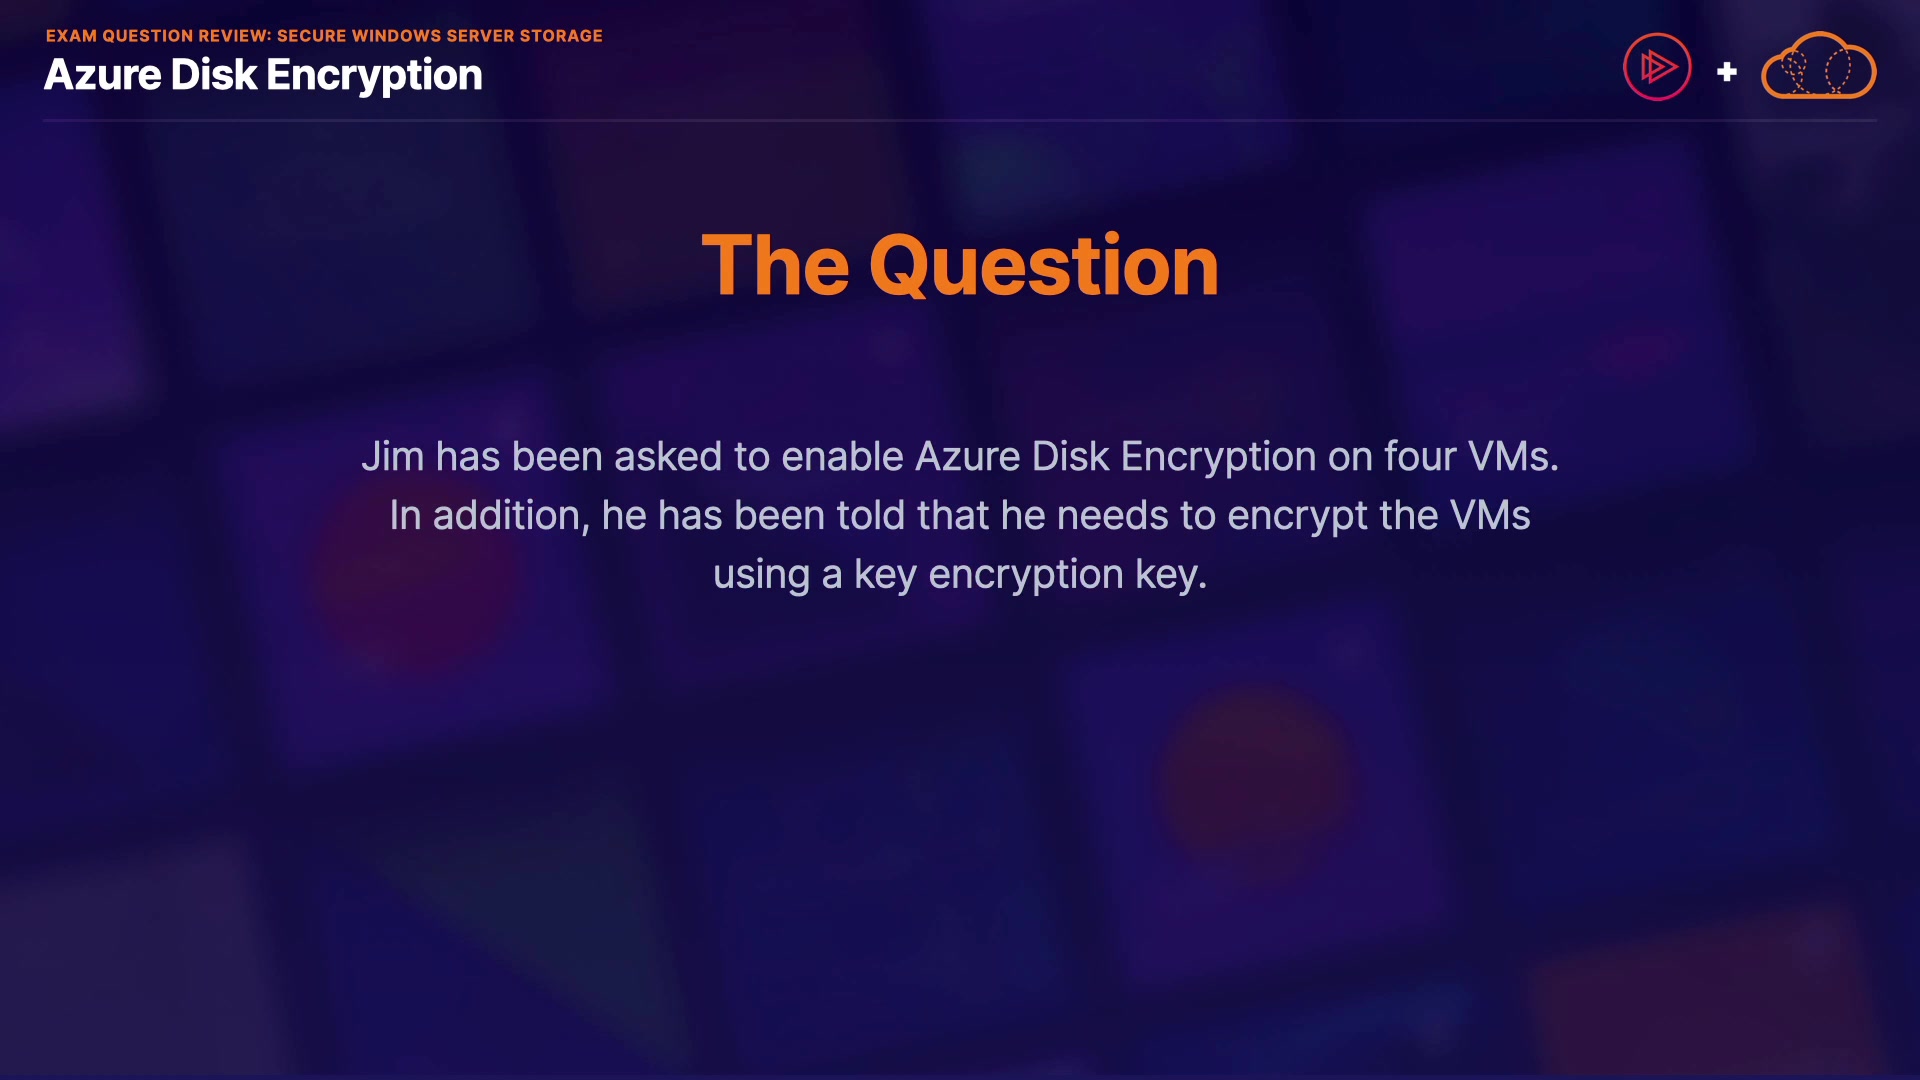 EXAM QUESTION REVIEW: SECURE WINDOWS SERVER STORAGE
Azure Disk Encryption
The Question
Jim has been asked to enable Azure Disk Encryption on four VMs.
In addition, he has been told that he needs to encrypt the VMs
using a key encryption key.